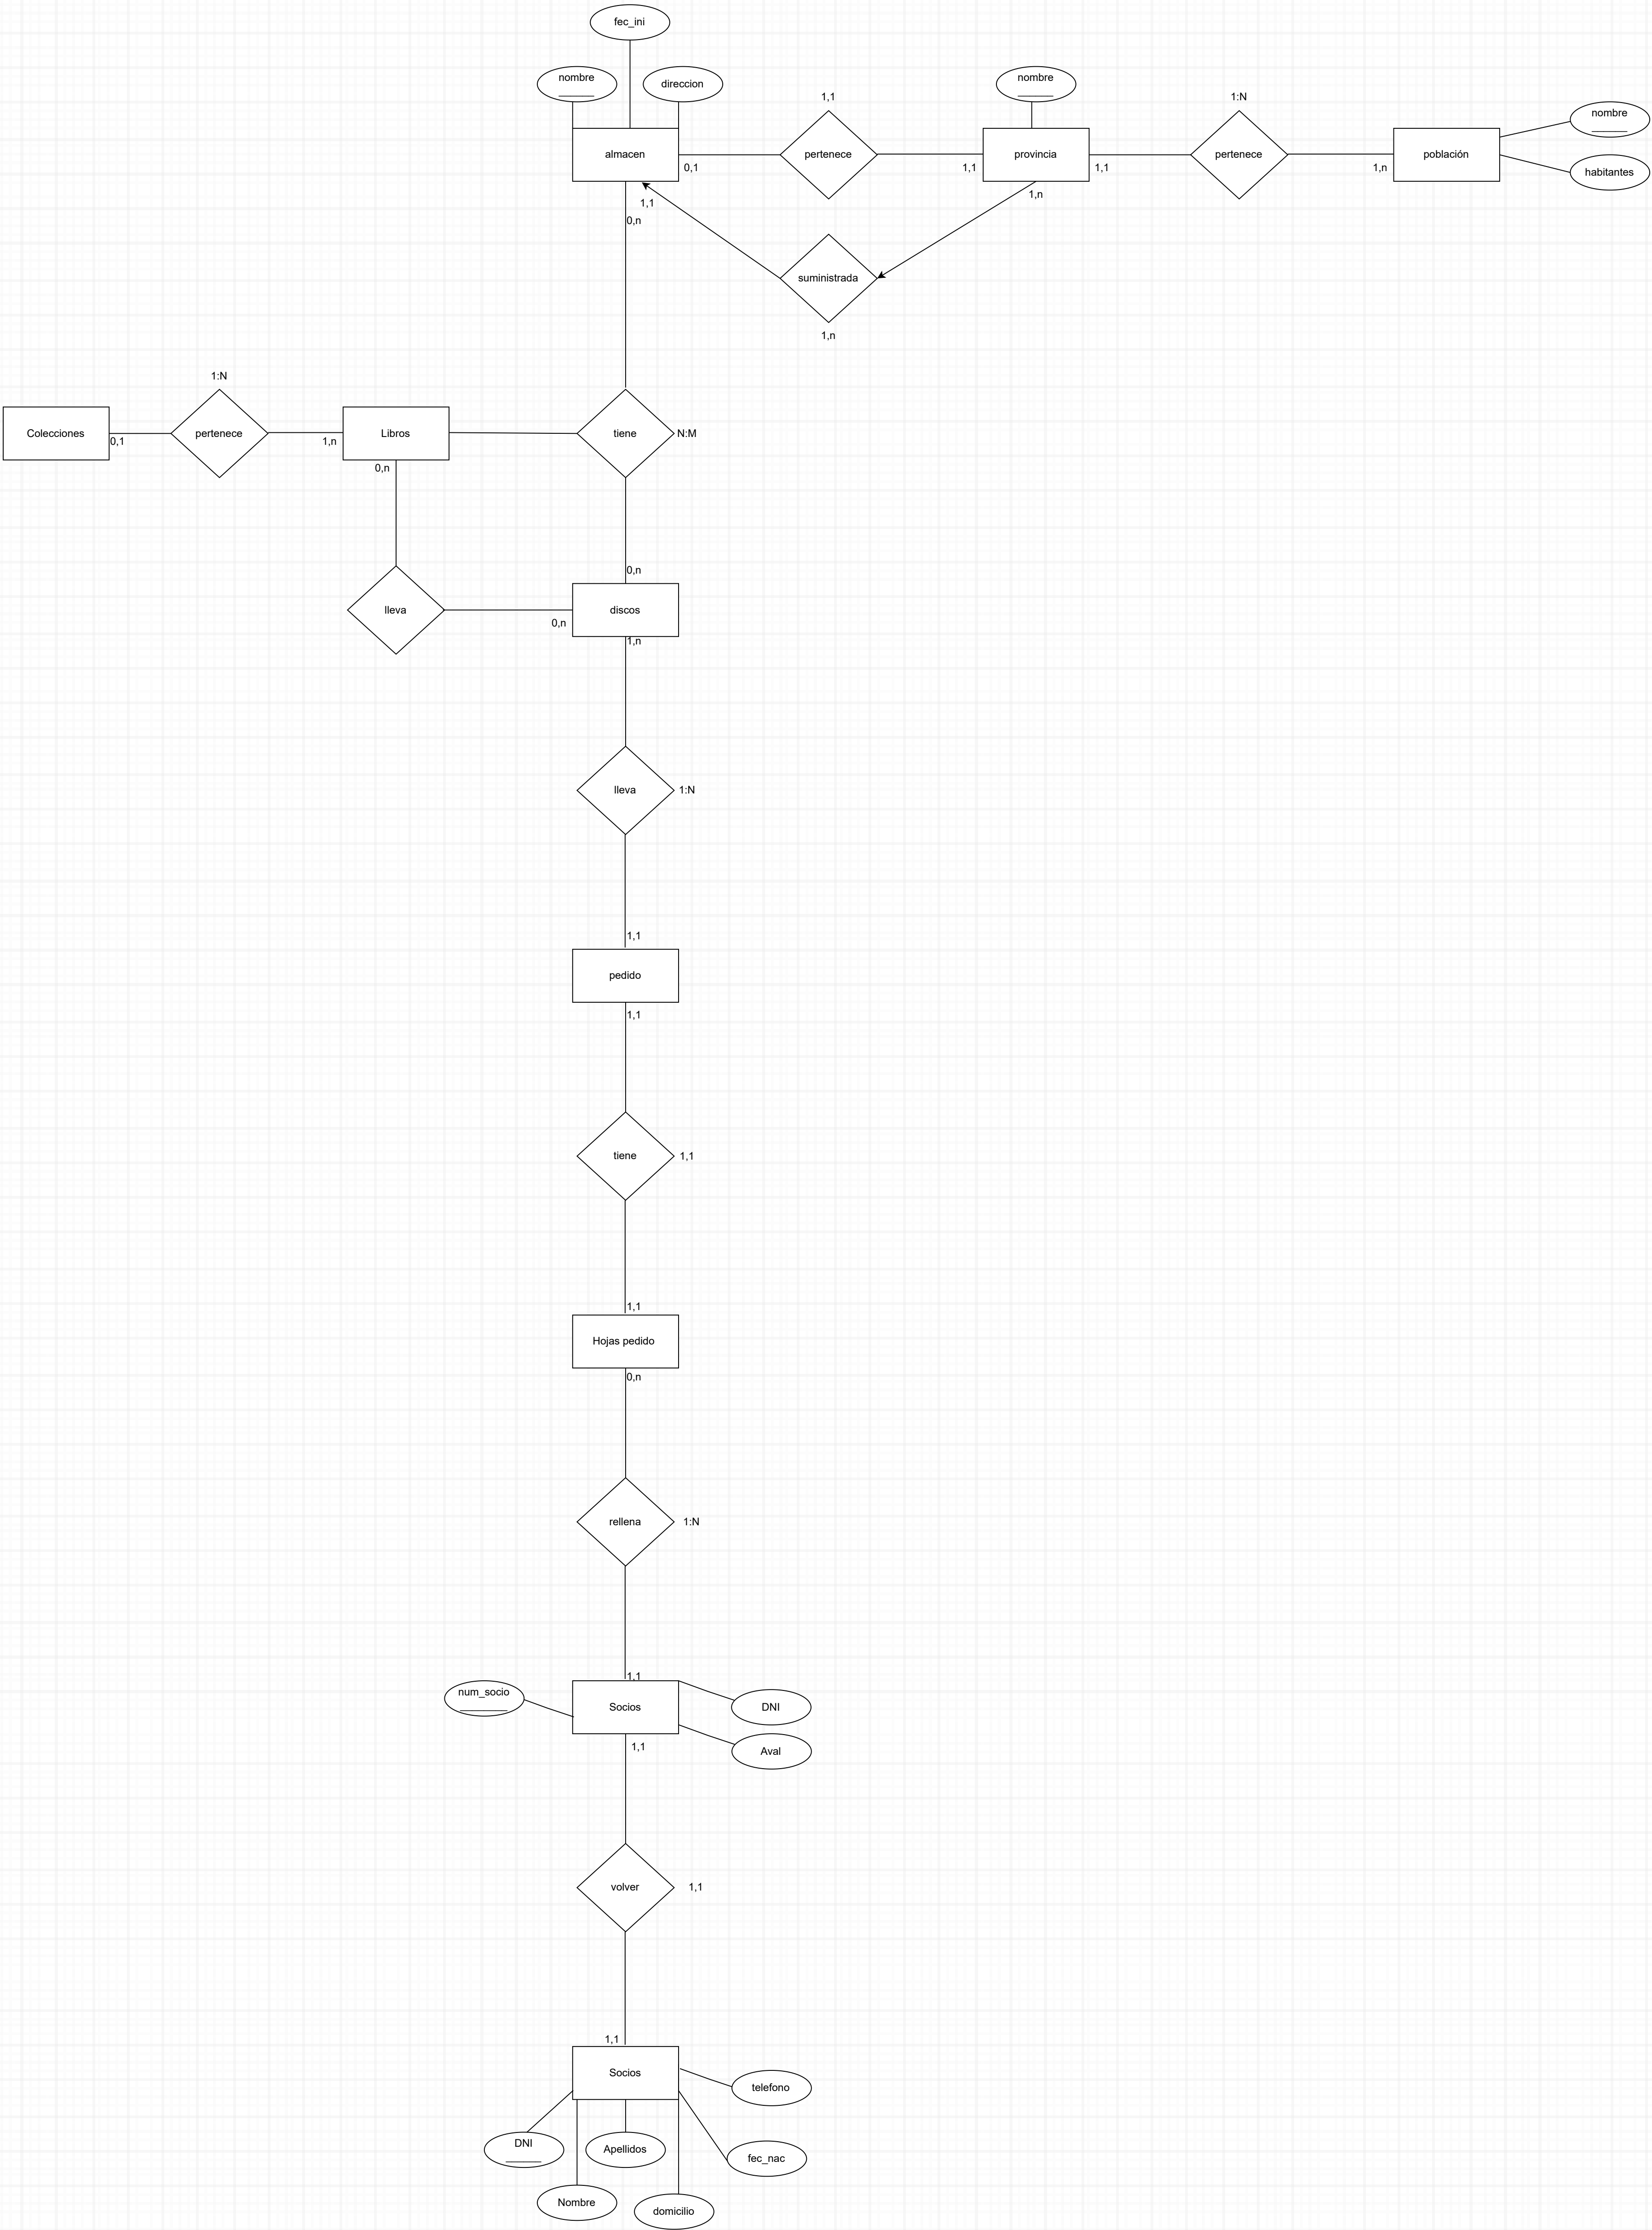 fec_ini
nombre
direccion
nombre
1,1
1:N
nombre
almacen
pertenece
provincia
pertenece
población
0,1
1,1
1,1
1,n
habitantes
1,1
1,n
0,n
suministrada
1,n
1:N
Colecciones
pertenece
Libros
tiene
N:M
0,1
1,n
0,n
0,n
lleva
discos
0,n
1,n
lleva
1:N
1,1
pedido
1,1
tiene
1,1
1,1
Hojas pedido
0,n
rellena
1:N
1,1
num_socio
Socios
DNI
1,1
Aval
volver
1,1
1,1
Socios
telefono
DNI
Apellidos
fec_nac
Nombre
domicilio